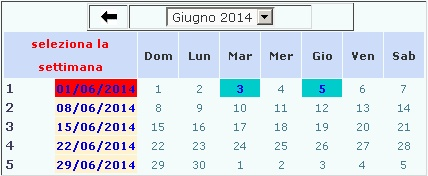 Giugno 2014
seleziona la settimana Dom Lun Mar Mer Gio Ven Sab
1 01/06/2014 1 2 3 4 5 6 7
2 08/06/2014 8 9 10 11 12 13 14
3 15/06/2014 15 16 17 18 19 20 21
4 22/06/2014 22 23 24 25 26 27 28
5 29/06/2014 29 30 1 2 3 4 5